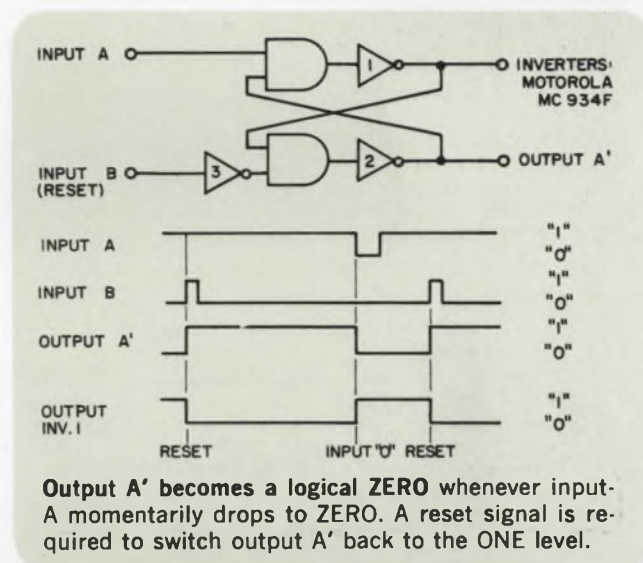 INPUT A
1
INVERTERS:
MOTOROLA
MC 934F
INPUT B
(RESET)
3
2
OUTPUT A'
INPUT A
"1"
"0"
INPUT B
"1"
"0"
OUTPUT A'
"1"
"0"
OUTPUT
INV. 1
"1"
"0"
RESET
INPUT "0"
RESET
Output A' becomes a logical ZERO whenever input-
A momentarily drops to ZERO. A reset signal is re-
quired to switch output A' back to the ONE level.